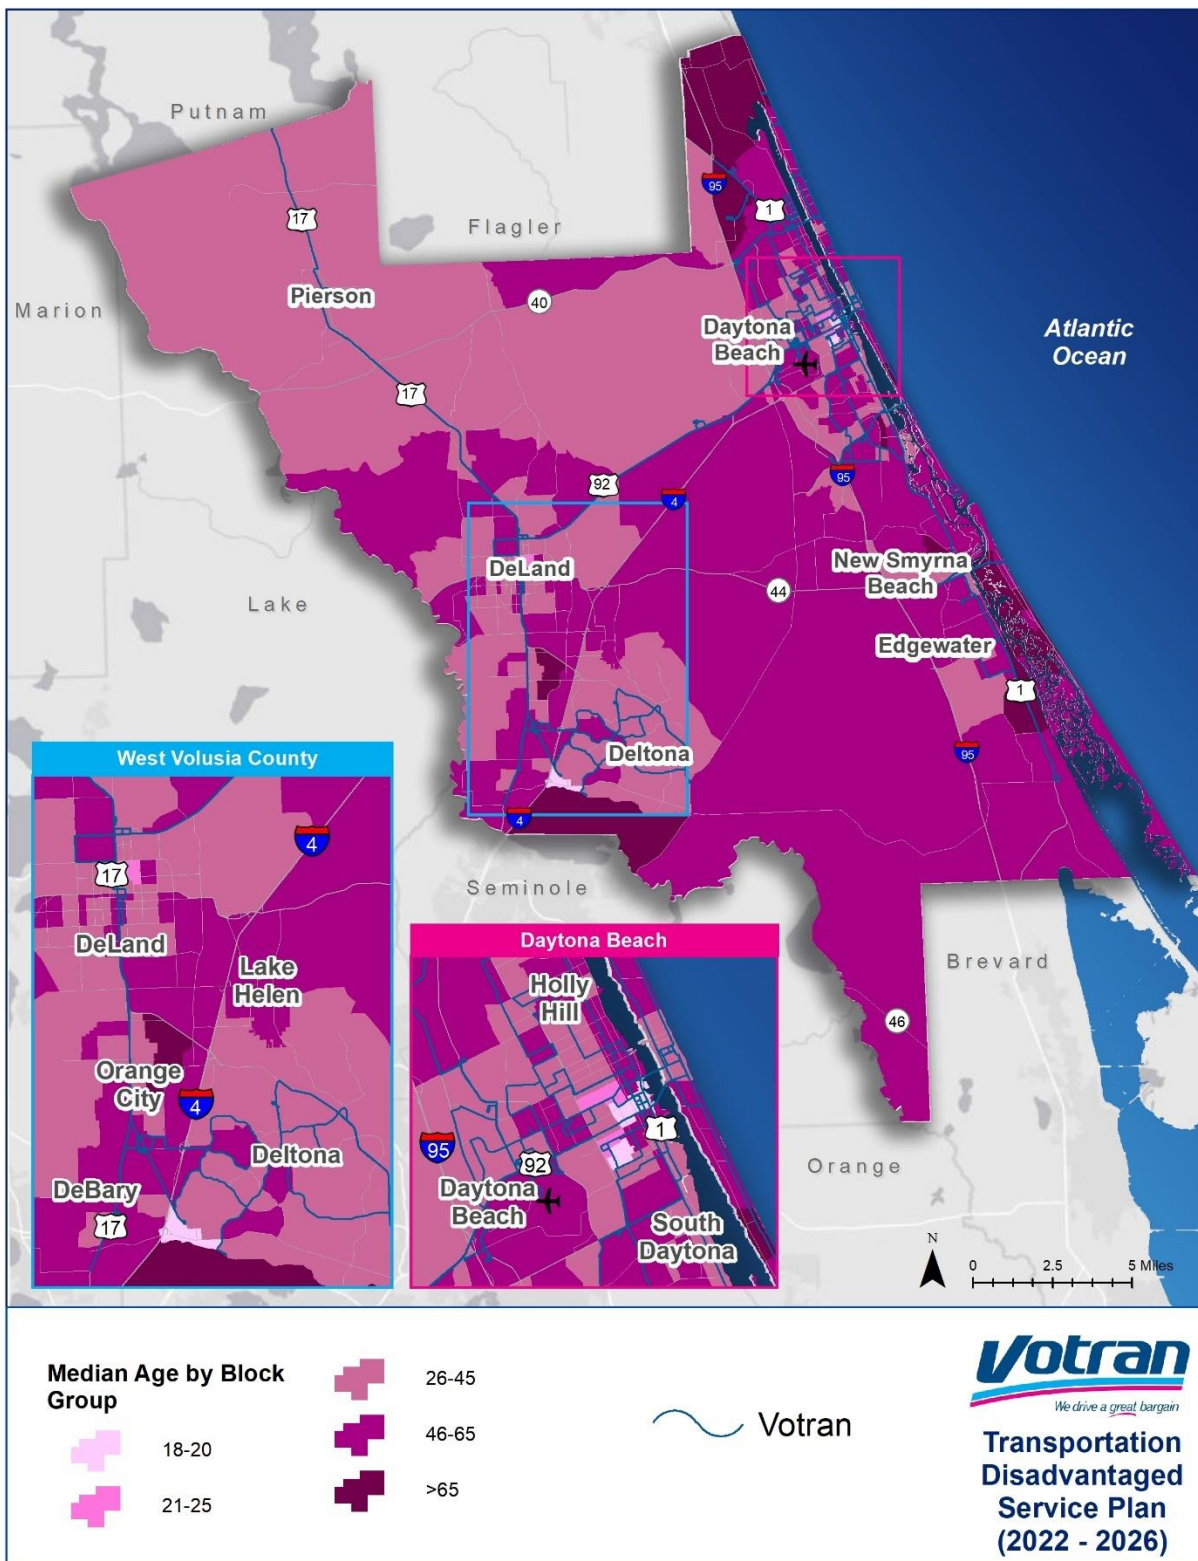 Putnam
17
Flagler
95
1
Pierson
40
Marion
Daytona
Beach
Atlantic
Ocean
17
92
4
95
DeLand
New Smyrna
Beach
44
Lake
Edgewater
1
Deltona
95
4
Seminole
Brevard
46
Orange
West Volusia County
4
17
DeLand
Lake
Helen
Orange
City
4
Deltona
DeBary
17
Daytona Beach
Holly
Hill
1
95
92
Daytona
Beach
South
Daytona
N
0 2.5 5 Miles
Median Age by Block
Group
18-20
21-25
26-45
46-65
>65
Votran
Votran
We drive a great bargain
Transportation
Disadvantaged
Service Plan
(2022 - 2026)